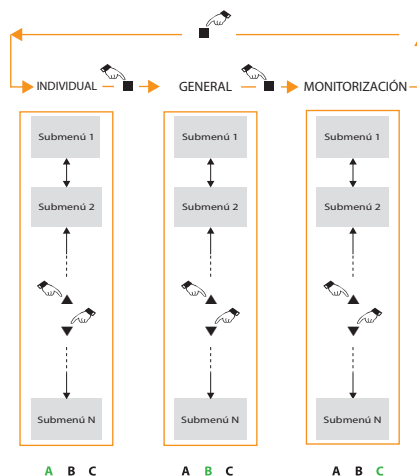 INDIVIDUAL GENERAL MONITORIZACIÓN
Submenú 1 Submenú 1 Submenú 1
Submenú 2 Submenú 2 Submenú 2
Submenú N Submenú N Submenú N
A B C A B C A B C